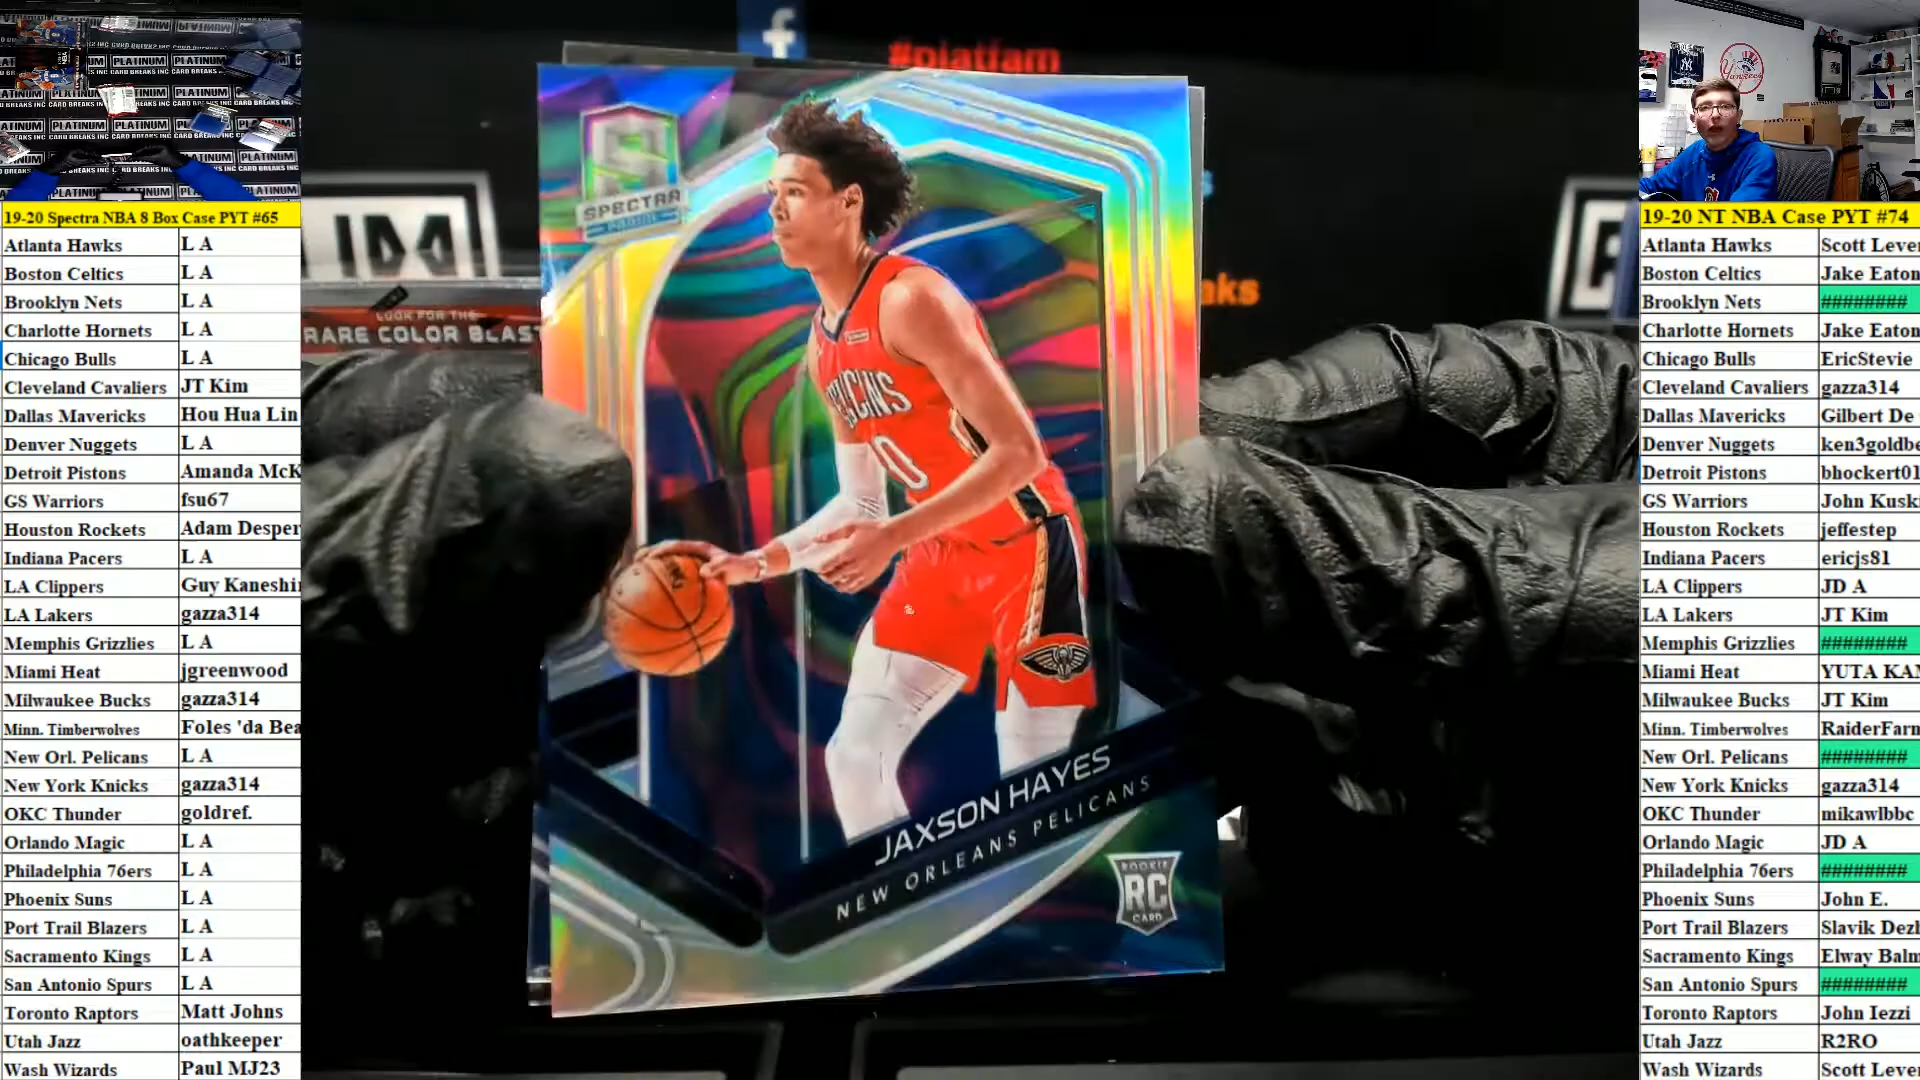 19-20 Spectra NBA 8 Box Case PYT #65
Atlanta Hawks L A
Boston Celtics L A
Brooklyn Nets L A
Charlotte Hornets L A
Chicago Bulls L A
Cleveland Cavaliers JT Kim
Dallas Mavericks Hou Hua Lin
Denver Nuggets L A
Detroit Pistons Amanda McK
GS Warriors fsu67
Houston Rockets Adam Desper
Indiana Pacers L A
LA Clippers Guy Kaneshi
LA Lakers gazza314
Memphis Grizzlies L A
Miami Heat jgreenwood
Milwaukee Bucks gazza314
Minn. Timberwolves Foles 'da Bea
New Orl. Pelicans L A
New York Knicks gazza314
OKC Thunder goldref.
Orlando Magic L A
Philadelphia 76ers L A
Phoenix Suns L A
Port Trail Blazers L A
Sacramento Kings L A
San Antonio Spurs L A
Toronto Raptors Matt Johns
Utah Jazz oathkeeper
Wash Wizards Paul MJ23
#platfam
LOOK FOR THE
RARE COLOR BLAST
SPECTRA
10
JAXSON HAYES
NEW ORLEANS PELICANS
ROOKIE
RC
CARD
PLATINUM
CARD BREAKS INC
Yankees
19-20 NT NBA Case PYT #74
Atlanta Hawks Scott Lever
Boston Celtics Jake Eaton
Brooklyn Nets ########
Charlotte Hornets Jake Eaton
Chicago Bulls EricStevie
Cleveland Cavaliers gazza314
Dallas Mavericks Gilbert De
Denver Nuggets ken3goldbe
Detroit Pistons bhockert01
GS Warriors John Kusk
Houston Rockets jeffestep
Indiana Pacers ericjs81
LA Clippers JD A
LA Lakers JT Kim
Memphis Grizzlies ########
Miami Heat YUTA KAN
Milwaukee Bucks JT Kim
Minn. Timberwolves RaiderFarm
New Orl. Pelicans ########
New York Knicks gazza314
OKC Thunder mikawlbbc
Orlando Magic JD A
Philadelphia 76ers ########
Phoenix Suns John E.
Port Trail Blazers Slavik Dezh
Sacramento Kings Elway Balm
San Antonio Spurs ########
Toronto Raptors John Iezzi
Utah Jazz R2RO
Wash Wizards Scott Lever